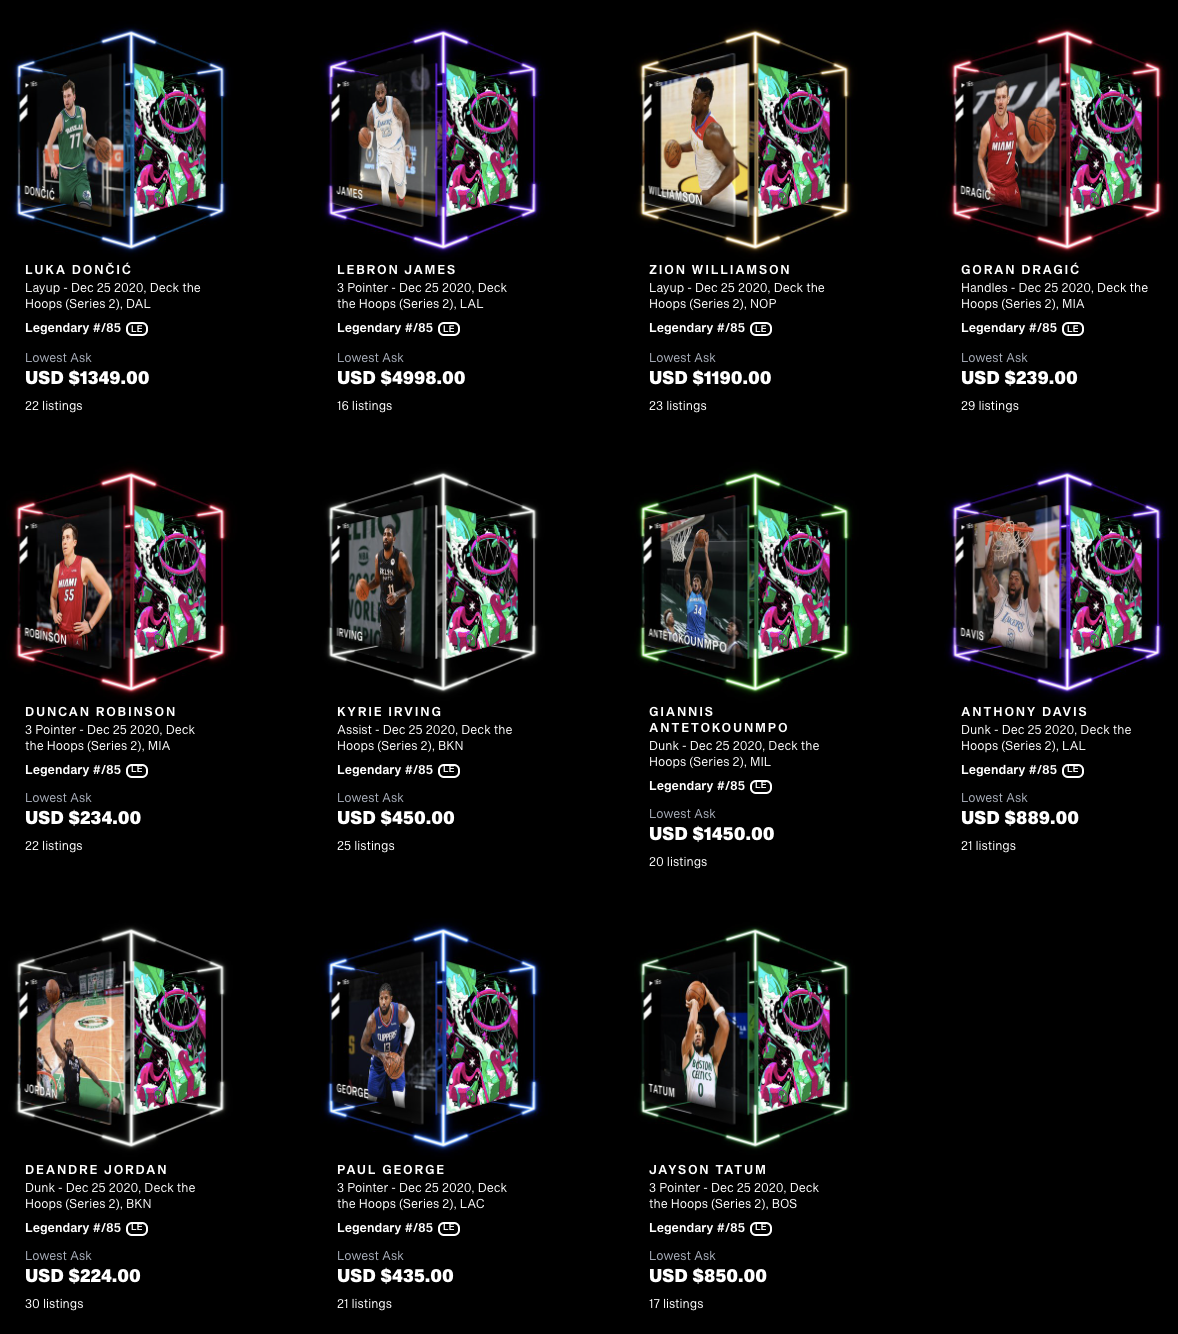 DONČIĆ
77
LUKA DONČIĆ
Layup - Dec 25 2020, Deck the
Hoops (Series 2), DAL
Legendary #/85 LE
Lowest Ask
USD $1349.00
22 listings
JAMES
LEBRON JAMES
3 Pointer - Dec 25 2020, Deck
the Hoops (Series 2), LAL
Legendary #/85 LE
Lowest Ask
USD $4998.00
16 listings
WILLIAMSON
ZION WILLIAMSON
Layup - Dec 25 2020, Deck the
Hoops (Series 2), NOP
Legendary #/85 LE
Lowest Ask
USD $1190.00
23 listings
MIAMI
7
DRAGIĆ
GORAN DRAGIĆ
Handles - Dec 25 2020, Deck the
Hoops (Series 2), MIA
Legendary #/85 LE
Lowest Ask
USD $239.00
29 listings
MIAMI
55
ROBINSON
DUNCAN ROBINSON
3 Pointer - Dec 25 2020, Deck
the Hoops (Series 2), MIA
Legendary #/85 LE
Lowest Ask
USD $234.00
22 listings
11
IRVING
KYRIE IRVING
Assist - Dec 25 2020, Deck the
Hoops (Series 2), BKN
Legendary #/85 LE
Lowest Ask
USD $450.00
25 listings
34
ANTETOKOUNMPO
GIANNIS
ANTETOKOUNMPO
Dunk - Dec 25 2020, Deck the
Hoops (Series 2), MIL
Legendary #/85 LE
Lowest Ask
USD $1450.00
20 listings
DAVIS
ANTHONY DAVIS
Dunk - Dec 25 2020, Deck the
Hoops (Series 2), LAL
Legendary #/85 LE
Lowest Ask
USD $889.00
21 listings
JORDAN
DEANDRE JORDAN
Dunk - Dec 25 2020, Deck the
Hoops (Series 2), BKN
Legendary #/85 LE
Lowest Ask
USD $224.00
30 listings
CLIPPERS
13
GEORGE
PAUL GEORGE
3 Pointer - Dec 25 2020, Deck
the Hoops (Series 2), LAC
Legendary #/85 LE
Lowest Ask
USD $435.00
21 listings
BOSTON
CELTICS
0
TATUM
JAYSON TATUM
3 Pointer - Dec 25 2020, Deck
the Hoops (Series 2), BOS
Legendary #/85 LE
Lowest Ask
USD $850.00
17 listings